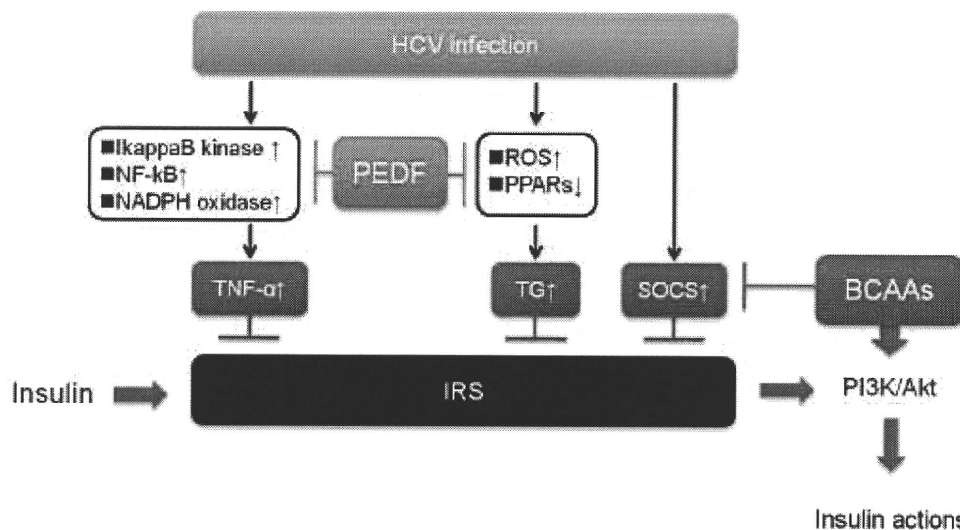 HCV infection
■IkappaB kinase ↑
■NF-kB↑
■NADPH oxidase↑
PEDF
■ROS↑
■PPARs↓
TNF-α↑
TG↑
SOCS↑
BCAAs
Insulin
IRS
PI3K/Akt
Insulin actions